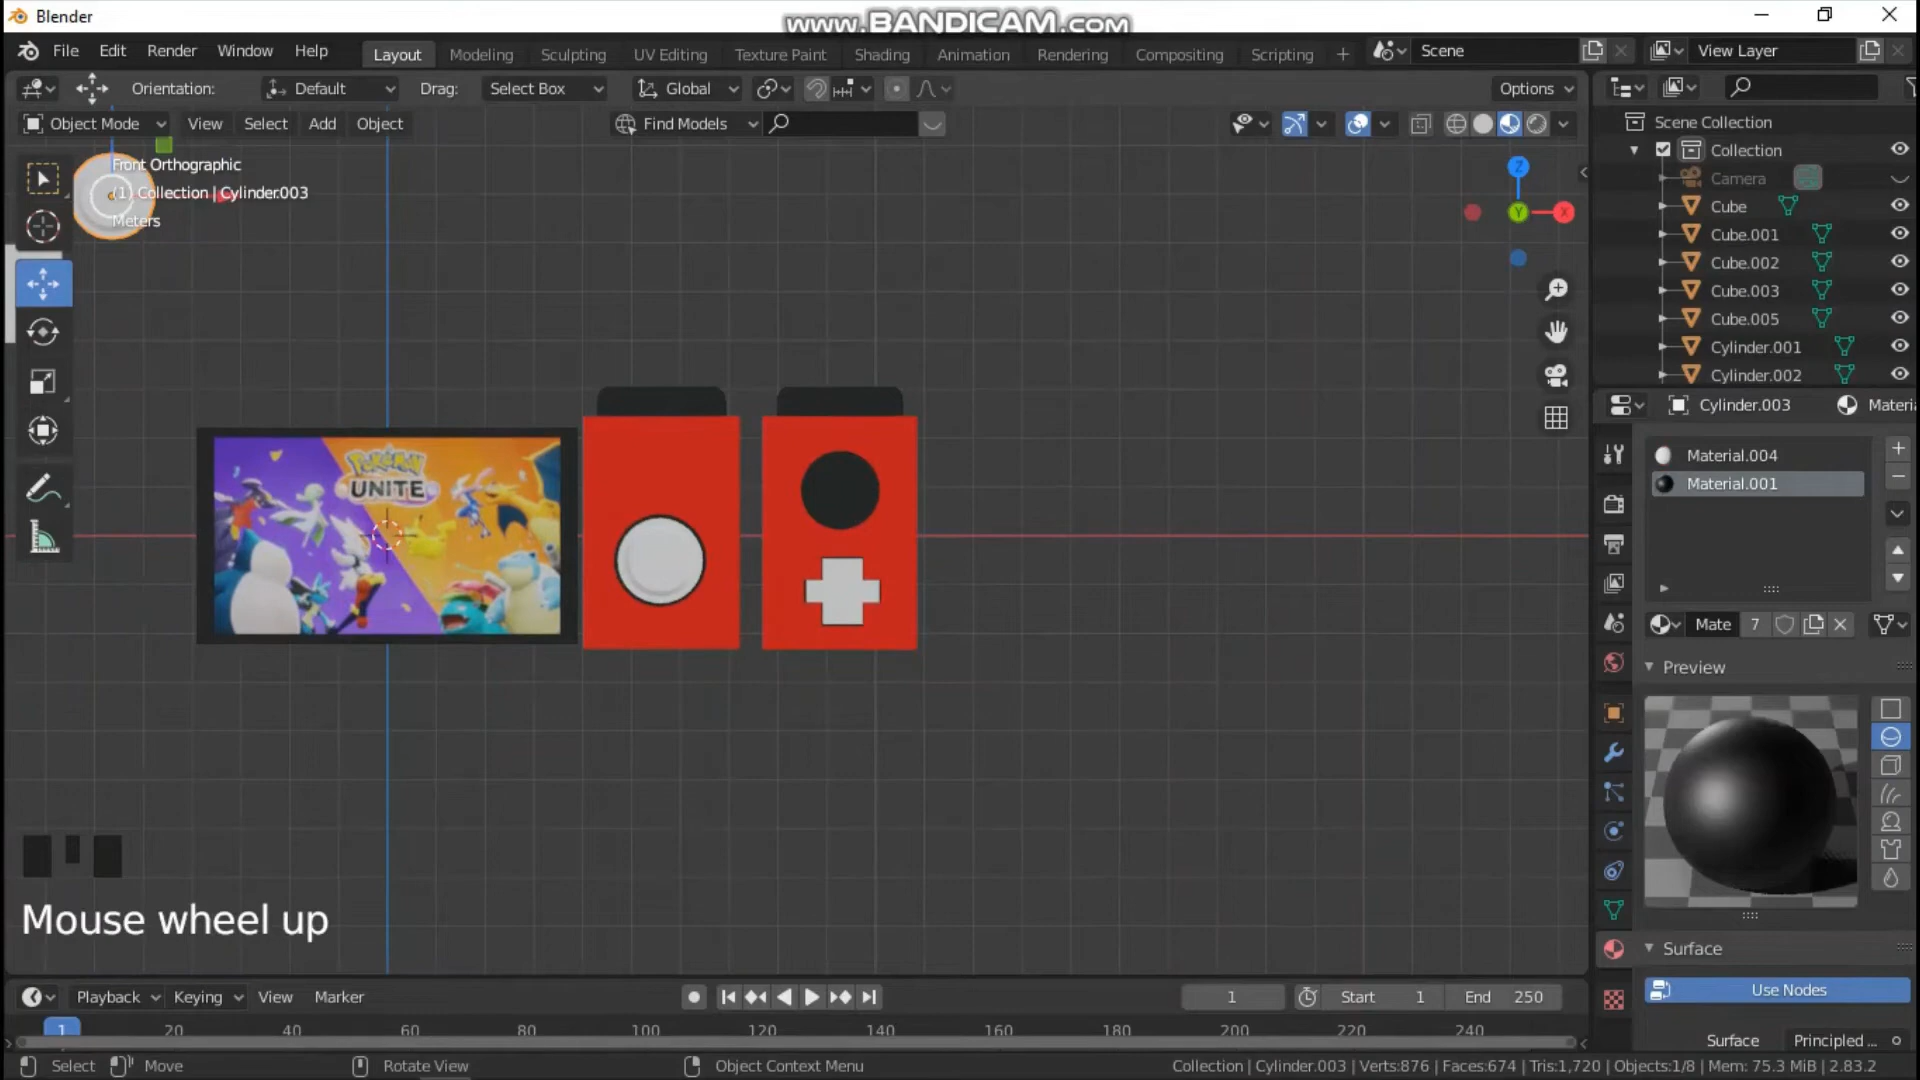 Blender
www.BANDICAM.com
File Edit Render Window Help
Layout Modeling Sculpting UV Editing Texture Paint Shading Animation Rendering Compositing Scripting +
Scene
View Layer
Orientation: Default Drag: Select Box Global Options
Object Mode View Select Add Object Find Models
Front Orthographic
(1) Collection | Cylinder.003
Meters
Z
Y
X
Scene Collection
Collection
Camera
Cube
Cube.001
Cube.002
Cube.003
Cube.005
Cylinder.001
Cylinder.002
Cylinder.003 Materi
Material.004
Material.001
Mate 7
Preview
POKÉMON
UNITE
Mouse wheel up
Surface
Use Nodes
Surface Principled ...
Playback Keying View Marker
1 Start 1 End 250
1 20 40 60 80 100 120 140 160 180 200 220 240
Select Move Rotate View Object Context Menu
Collection | Cylinder.003 | Verts:876 | Faces:674 | Tris:1,720 | Objects:1/8 | Mem: 75.3 MiB | 2.83.2